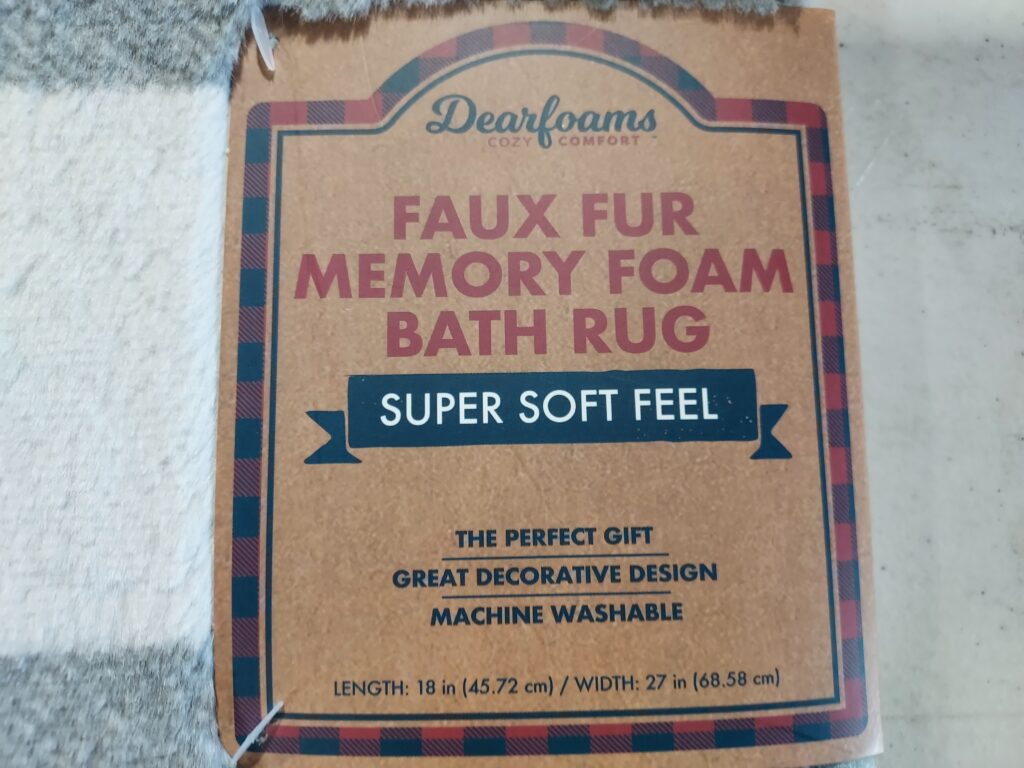 Dearfoams
COZY COMFORT™
FAUX FUR
MEMORY FOAM
BATH RUG
SUPER SOFT FEEL
THE PERFECT GIFT
GREAT DECORATIVE DESIGN
MACHINE WASHABLE
LENGTH: 18 in (45.72 cm) / WIDTH: 27 in (68.58 cm)